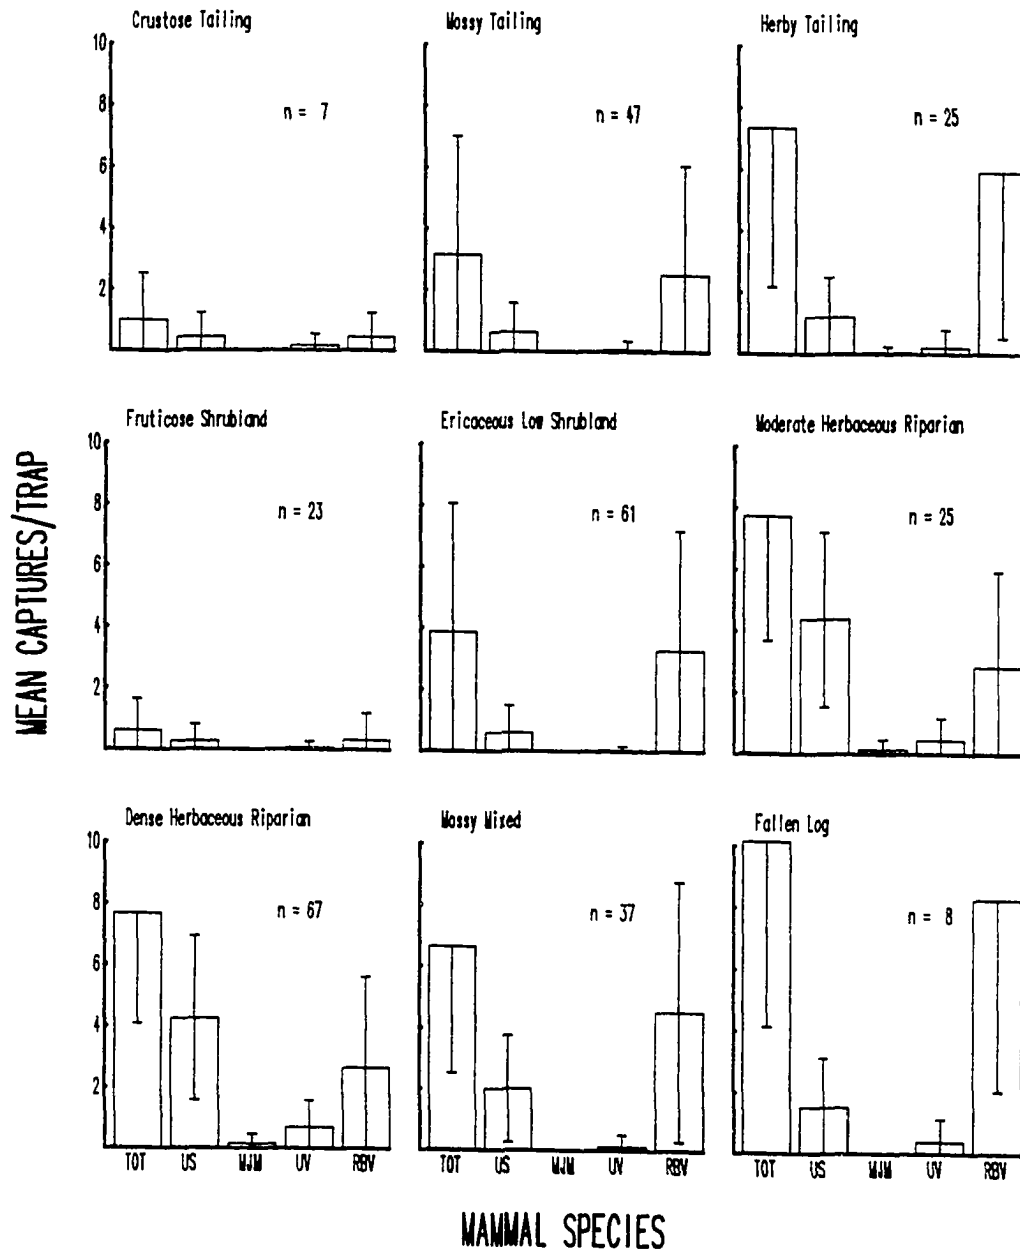 Crustose Tailing
Mossy Tailing
Herby Tailing
10
8
6
4
2
n = 7
n = 47
n = 25
Fruticose Shrubland
Ericaceous Low Shrubland
Moderate Herbaceous Riparian
10
8
6
4
2
n = 23
n = 61
n = 25
MEAN CAPTURES/TRAP
Dense Herbaceous Riparian
Mossy Mixed
Fallen Log
10
8
6
4
2
n = 67
n = 37
n = 8
TOT US MJM UV RBV
TOT US MJM UV RBV
TOT US MJM UV RBV
MAMMAL SPECIES